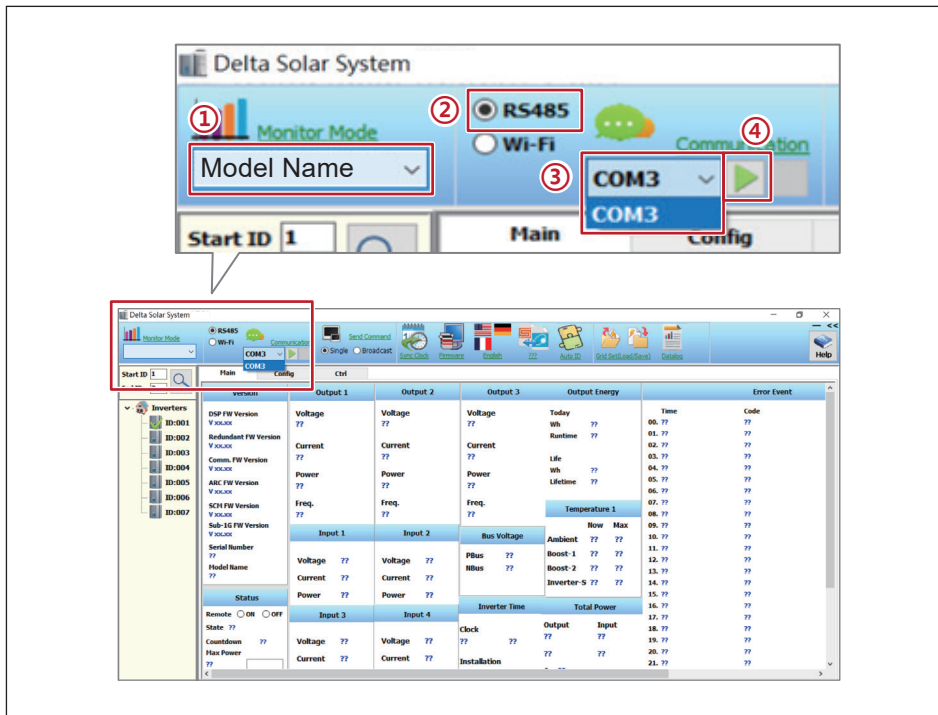 Delta Solar System
① Monitor Mode
Model Name
② RS485
Wi-Fi
④
Communication
③ COM3
COM3
Start ID 1
Main Config
Delta Solar System
Monitor Mode
RS485
Wi-Fi
COM3
COM3
Send Command
Single Broadcast
Sync Clock
English
???
Auto ID
Grid Set(Load/Save)
Datalog
<<
Help
Start ID 1
Main Config Ctrl
Inverters
ID:001
ID:002
ID:003
ID:004
ID:005
ID:006
ID:007
Version
DSP FW Version
V xx.xx
Redundant FW Version
V xx.xx
Comm. FW Version
V xx.xx
ARC FW Version
V xx.xx
SCM FW Version
V xx.xx
Sub-1G FW Version
V xx.xx
Serial Number
??
Model Name
??
Status
Remote ON OFF
State ??
Countdown ??
Max Power
??
Output 1
Voltage
??
Current
??
Power
??
Freq.
??
Input 1
Voltage ??
Current ??
Power ??
Input 3
Voltage ??
Current ??
Output 2
Voltage
??
Current
??
Power
??
Freq.
??
Input 2
Voltage ??
Current ??
Power ??
Input 4
Voltage ??
Current ??
Output 3
Voltage
??
Current
??
Power
??
Freq.
??
Bus Voltage
PBus ??
NBus ??
Inverter Time
Clock
?? ??
Installation
Output Energy
Today
Wh ??
Runtime ??
Life
Wh ??
Lifetime ??
Temperature 1
Now Max
Ambient ?? ??
Boost-1 ?? ??
Boost-2 ?? ??
Inverter-S ?? ??
Total Power
Output Input
?? ??
?? ??
Error Event
Time Code
00. ?? ??
01. ?? ??
02. ?? ??
03. ?? ??
04. ?? ??
05. ?? ??
06. ?? ??
07. ?? ??
08. ?? ??
09. ?? ??
10. ?? ??
11. ?? ??
12. ?? ??
13. ?? ??
14. ?? ??
15. ?? ??
16. ?? ??
17. ?? ??
18. ?? ??
19. ?? ??
20. ?? ??
21. ?? ??